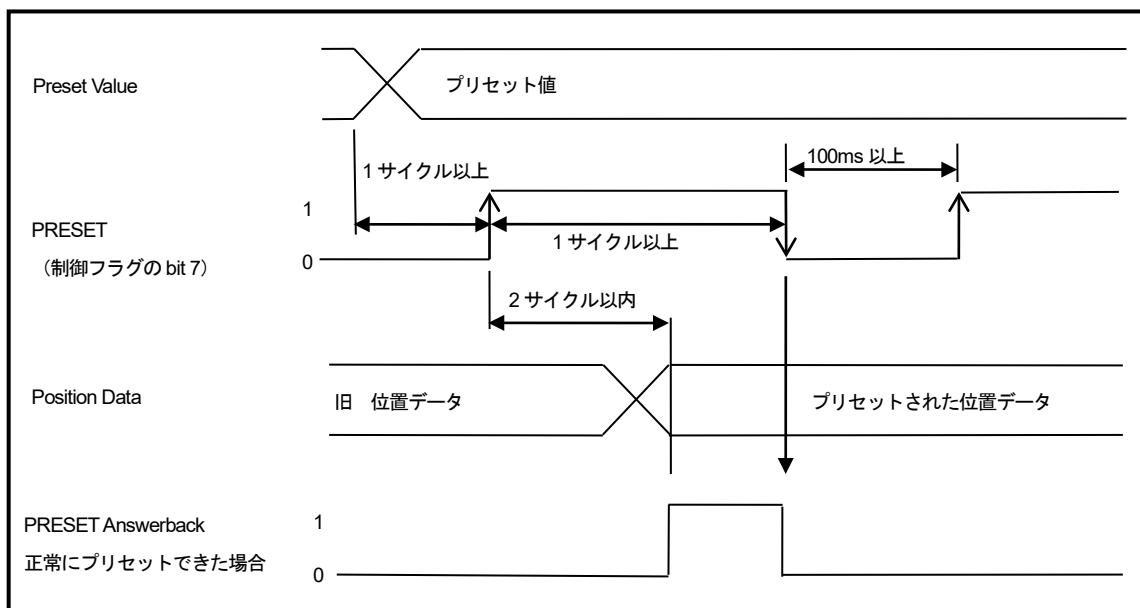 Preset Value
プリセット値
1 サイクル以上
100ms 以上
PRESET
（制御フラグの bit 7）
1
0
1 サイクル以上
2 サイクル以内
Position Data
旧　位置データ
プリセットされた位置データ
PRESET Answerback
正常にプリセットできた場合
1
0